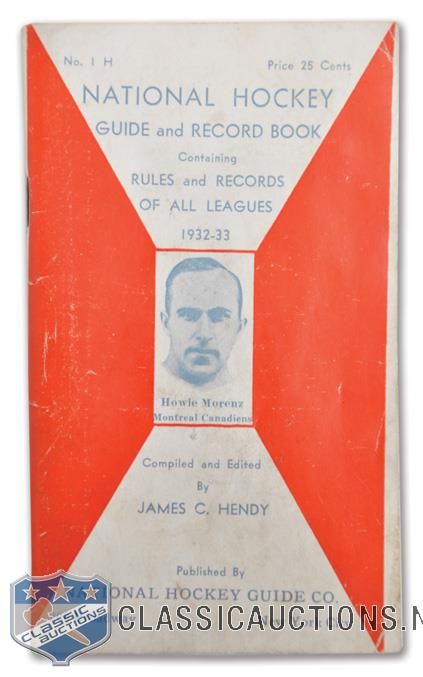 No. 1 H Price 25 Cents
NATIONAL HOCKEY
GUIDE and RECORD BOOK
Containing
RULES and RECORDS
OF ALL LEAGUES
1932-33
Howie Morenz
Montreal Canadiens
Compiled and Edited
By
JAMES C. HENDY
Published By
NATIONAL HOCKEY GUIDE CO.
CLASSIC
AUCTIONS
CLASSICAUCTIONS.N